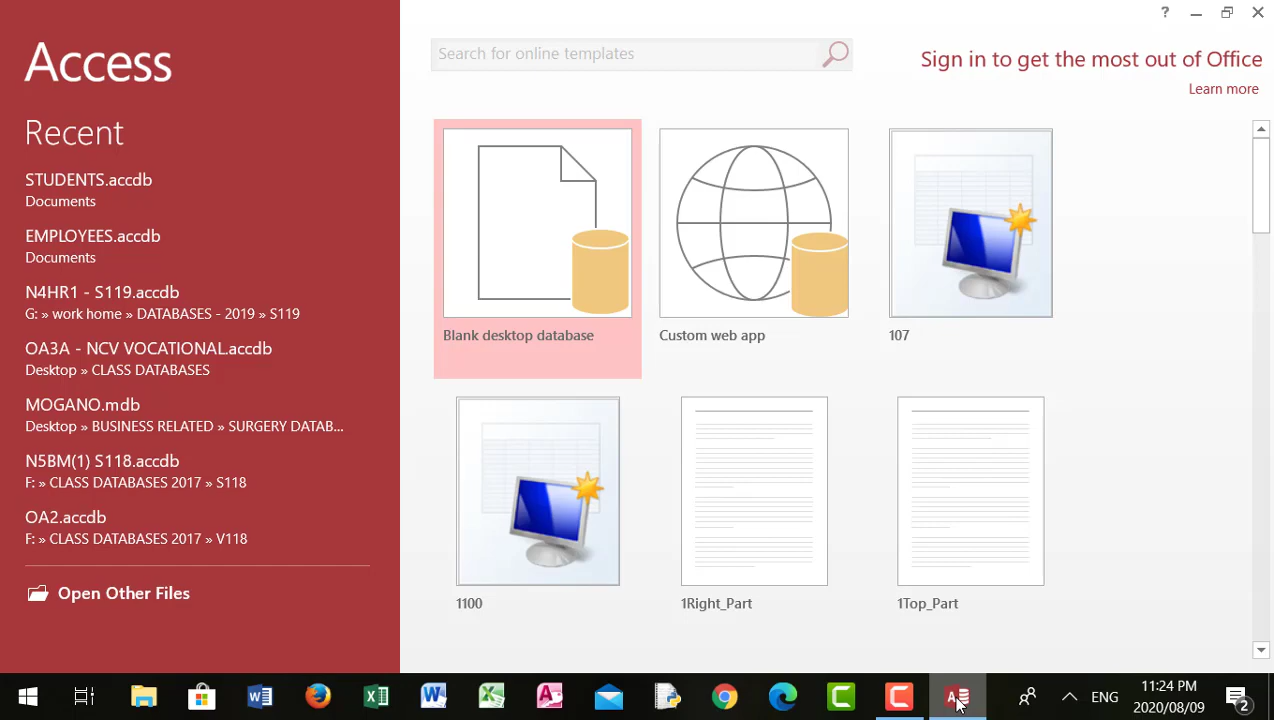 Access
Recent
STUDENTS.accdb
Documents
EMPLOYEES.accdb
Documents
N4HR1 - S119.accdb
G: » work home » DATABASES - 2019 » S119
OA3A - NCV VOCATIONAL.accdb
Desktop » CLASS DATABASES
MOGANO.mdb
Desktop » BUSINESS RELATED » SURGERY DATAB...
N5BM(1) S118.accdb
F: » CLASS DATABASES 2017 » S118
OA2.accdb
F: » CLASS DATABASES 2017 » V118
Open Other Files
?
Search for online templates
Sign in to get the most out of Office
Learn more
Blank desktop database
Custom web app
107
1100
1Right_Part
1Top_Part
ENG
11:24 PM
2020/08/09
2